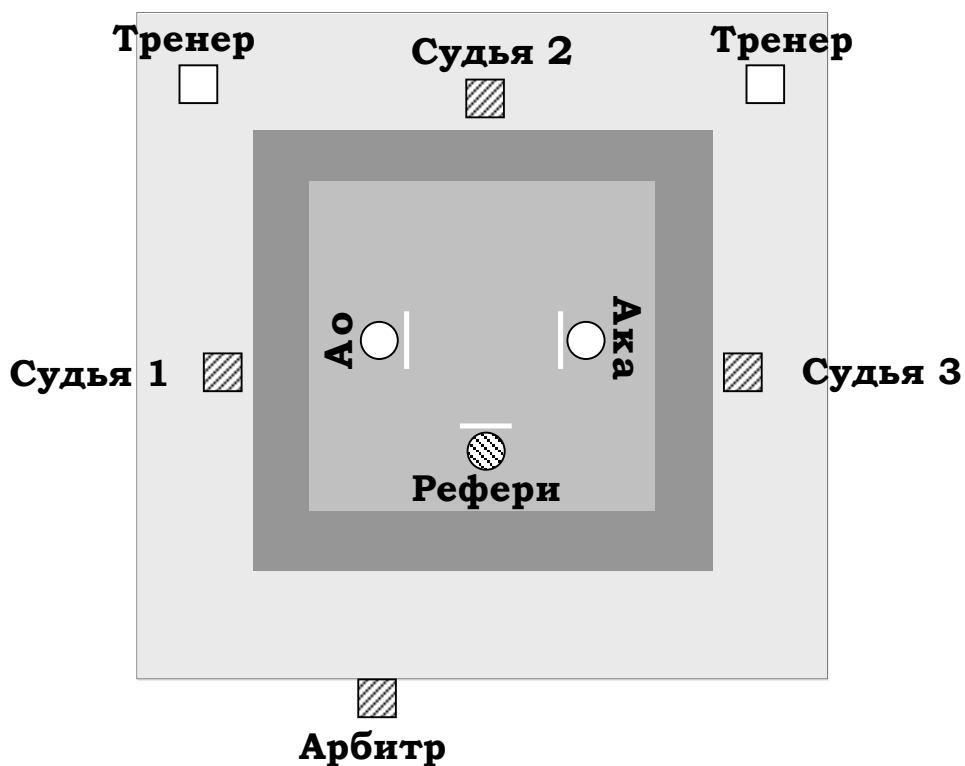 Тренер
Судья 2
Тренер
Ао
Ака
Судья 1
Судья 3
Рефери
Арбитр